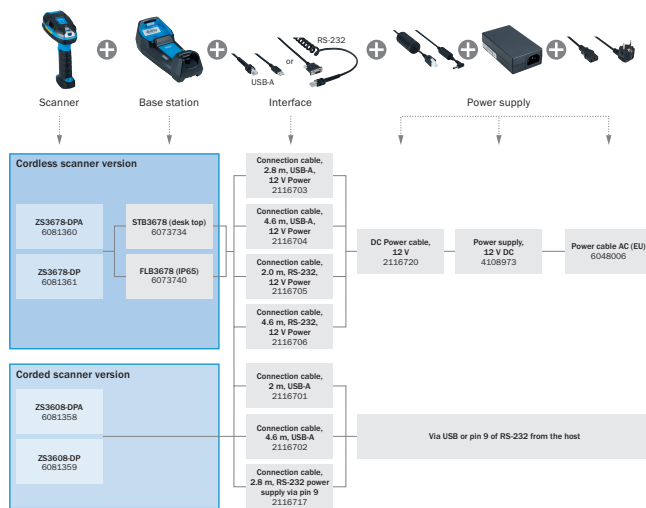 RS-232
or
USB-A
Scanner
Base station
Interface
Power supply
Cordless scanner version
ZS3678-DPA
6081360
ZS3678-DP
6081361
STB3678 (desk top)
6073734
FLB3678 (IP65)
6073740
Connection cable,
2.8 m, USB-A,
12 V Power
2116703
Connection cable,
4.6 m, USB-A,
12 V Power
2116704
Connection cable,
2.0 m, RS-232,
12 V Power
2116705
Connection cable,
4.6 m, RS-232,
12 V Power
2116706
DC Power cable,
12 V
2116720
Power supply,
12 V DC
4108973
Power cable AC (EU)
6048006
Corded scanner version
ZS3608-DPA
6081358
ZS3608-DP
6081359
Connection cable,
2 m, USB-A
2116701
Connection cable,
4.6 m, USB-A
2116702
Connection cable,
2.8 m, RS-232 power
supply via pin 9
2116717
Via USB or pin 9 of RS-232 from the host